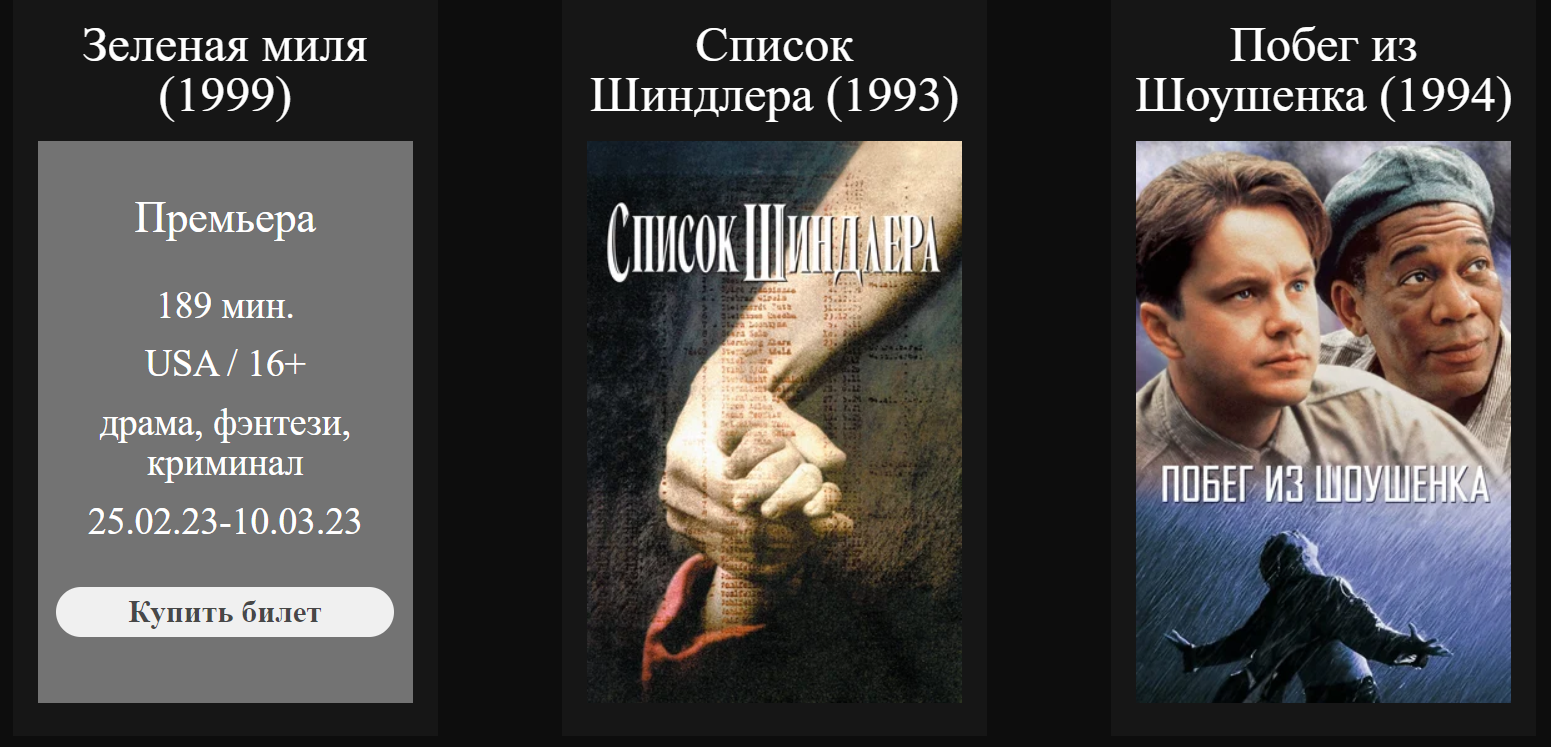 Зеленая миля
(1999)
Премьера
189 мин.
USA / 16+
драма, фэнтези,
криминал
25.02.23-10.03.23
Купить билет
Список
Шиндлера (1993)
Список Шиндлера
Побег из
Шоушенка (1994)
ПОБЕГ ИЗ ШОУШЕНКА